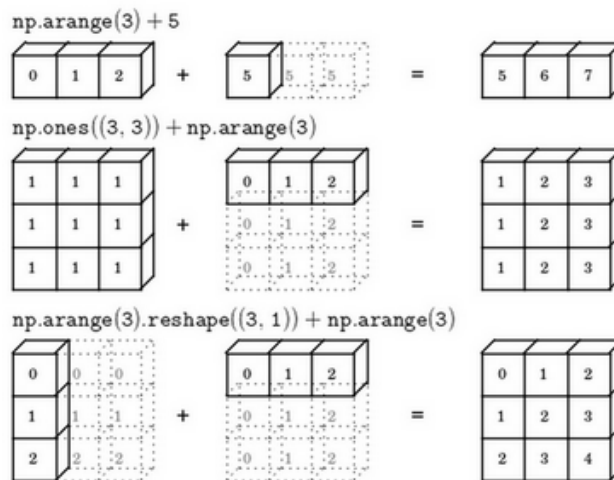 np.arange(3) + 5
0 1 2 + 5 5 5 = 5 6 7
np.ones((3, 3)) + np.arange(3)
1 1 1 0 1 2 1 2 3
1 1 1 + 0 1 2 = 1 2 3
1 1 1 0 1 2 1 2 3
np.arange(3).reshape((3, 1)) + np.arange(3)
0 0 0 0 1 2 0 1 2
1 1 1 + 0 1 2 = 1 2 3
2 2 2 0 1 2 2 3 4